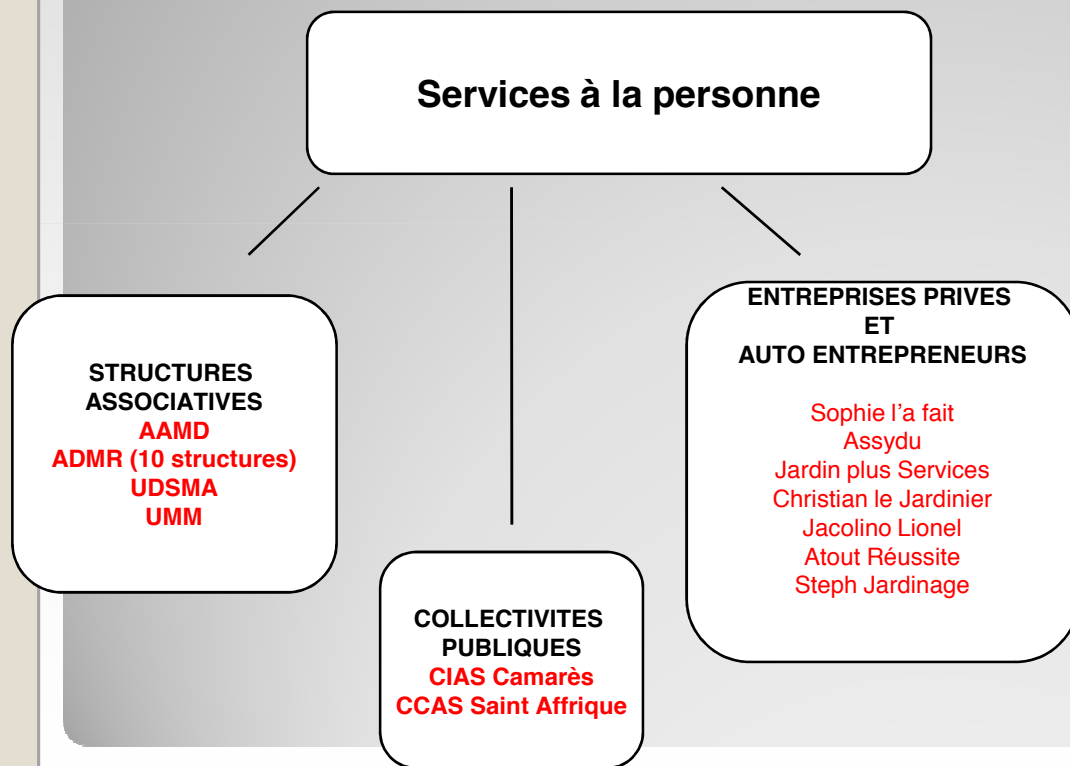 Services à la personne
STRUCTURES
ASSOCIATIVES
AAMD
ADMR (10 structures)
UDSMA
UMM
COLLECTIVITES
PUBLIQUES
CIAS Camarès
CCAS Saint Affrique
ENTREPRISES PRIVES
ET
AUTO ENTREPRENEURS
Sophie l’a fait
Assydu
Jardin plus Services
Christian le Jardinier
Jacolino Lionel
Atout Réussite
Steph Jardinage